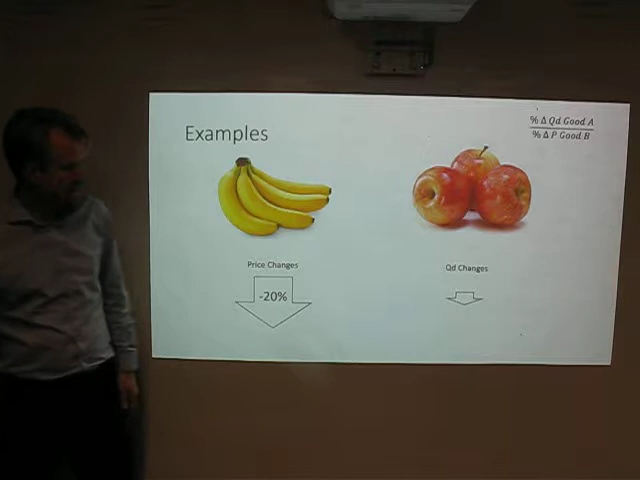 Examples
% Δ Qd Good A
% Δ P Good B
Price Changes
Qd Changes
-20%